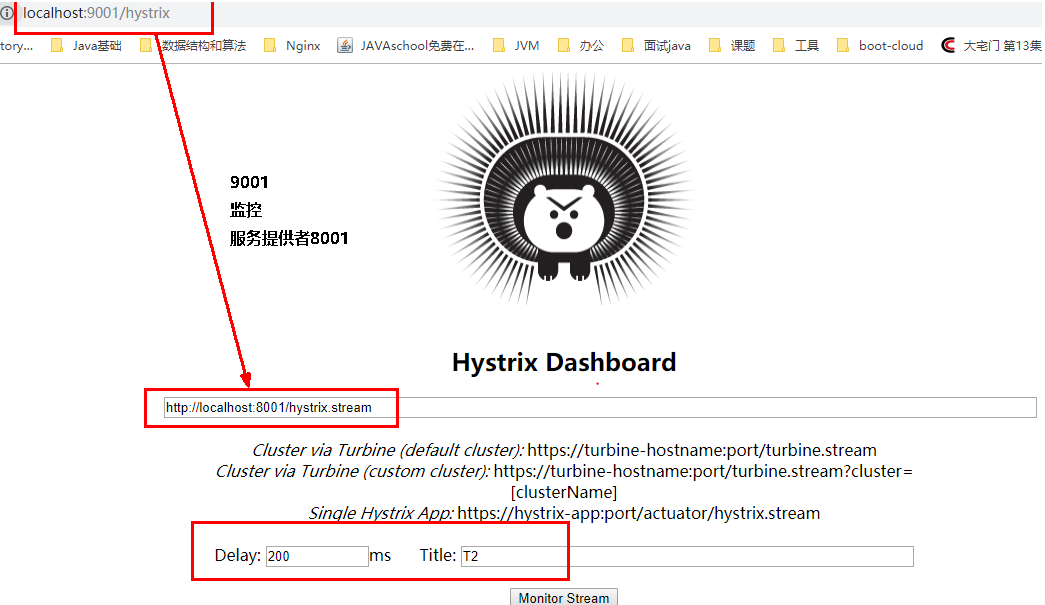 localhost:9001/hystrix
tory... Java基础 数据结构和算法 Nginx JAVAschool免费在... JVM 办公 面试java 课题 工具 boot-cloud 大宅门 第13集
9001
监控
服务提供者8001
Hystrix Dashboard
http://localhost:8001/hystrix.stream
Cluster via Turbine (default cluster): https://turbine-hostname:port/turbine.stream
Cluster via Turbine (custom cluster): https://turbine-hostname:port/turbine.stream?cluster=
[clusterName]
Single Hystrix App: https://hystrix-app:port/actuator/hystrix.stream
Delay: 200 ms Title: T2
Monitor Stream